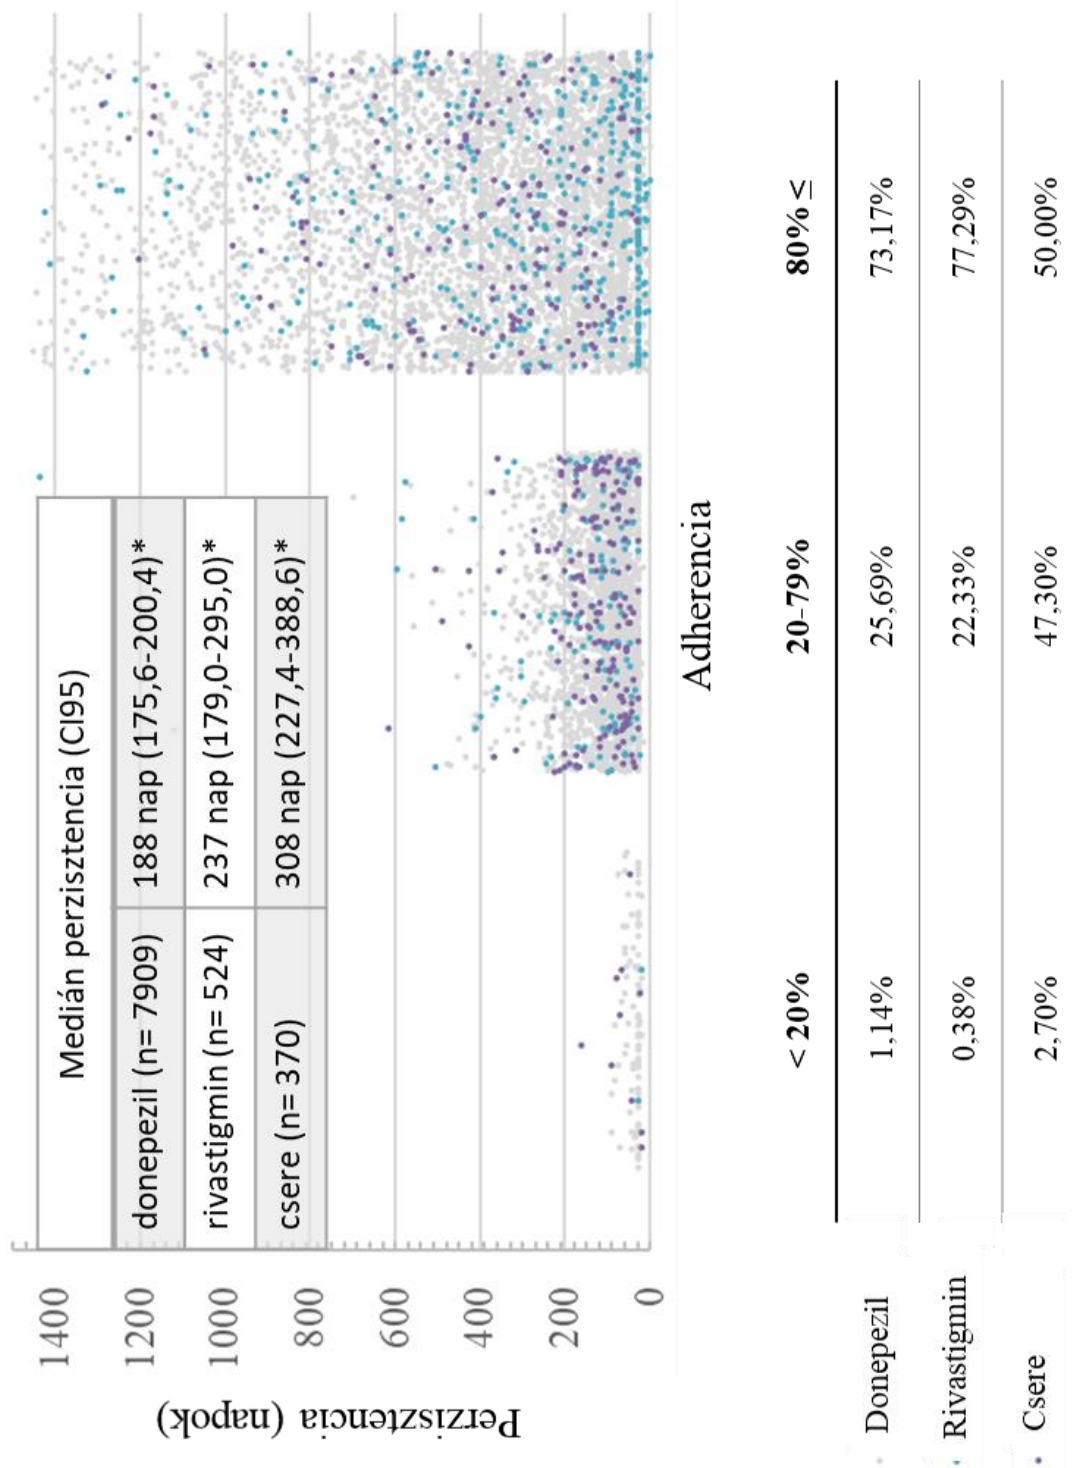 Medián perzisztencia (CI95)
donepezil (n= 7909) 188 nap (175,6-200,4)*
rivastigmin (n= 524) 237 nap (179,0-295,0)*
csere (n= 370) 308 nap (227,4-388,6)*
Perzisztencia (napok)
1400
1200
1000
800
600
400
200
0
Adherencia
< 20% 20-79% 80% ≤
Donepezil 1,14% 25,69% 73,17%
Rivastigmin 0,38% 22,33% 77,29%
Csere 2,70% 47,30% 50,00%